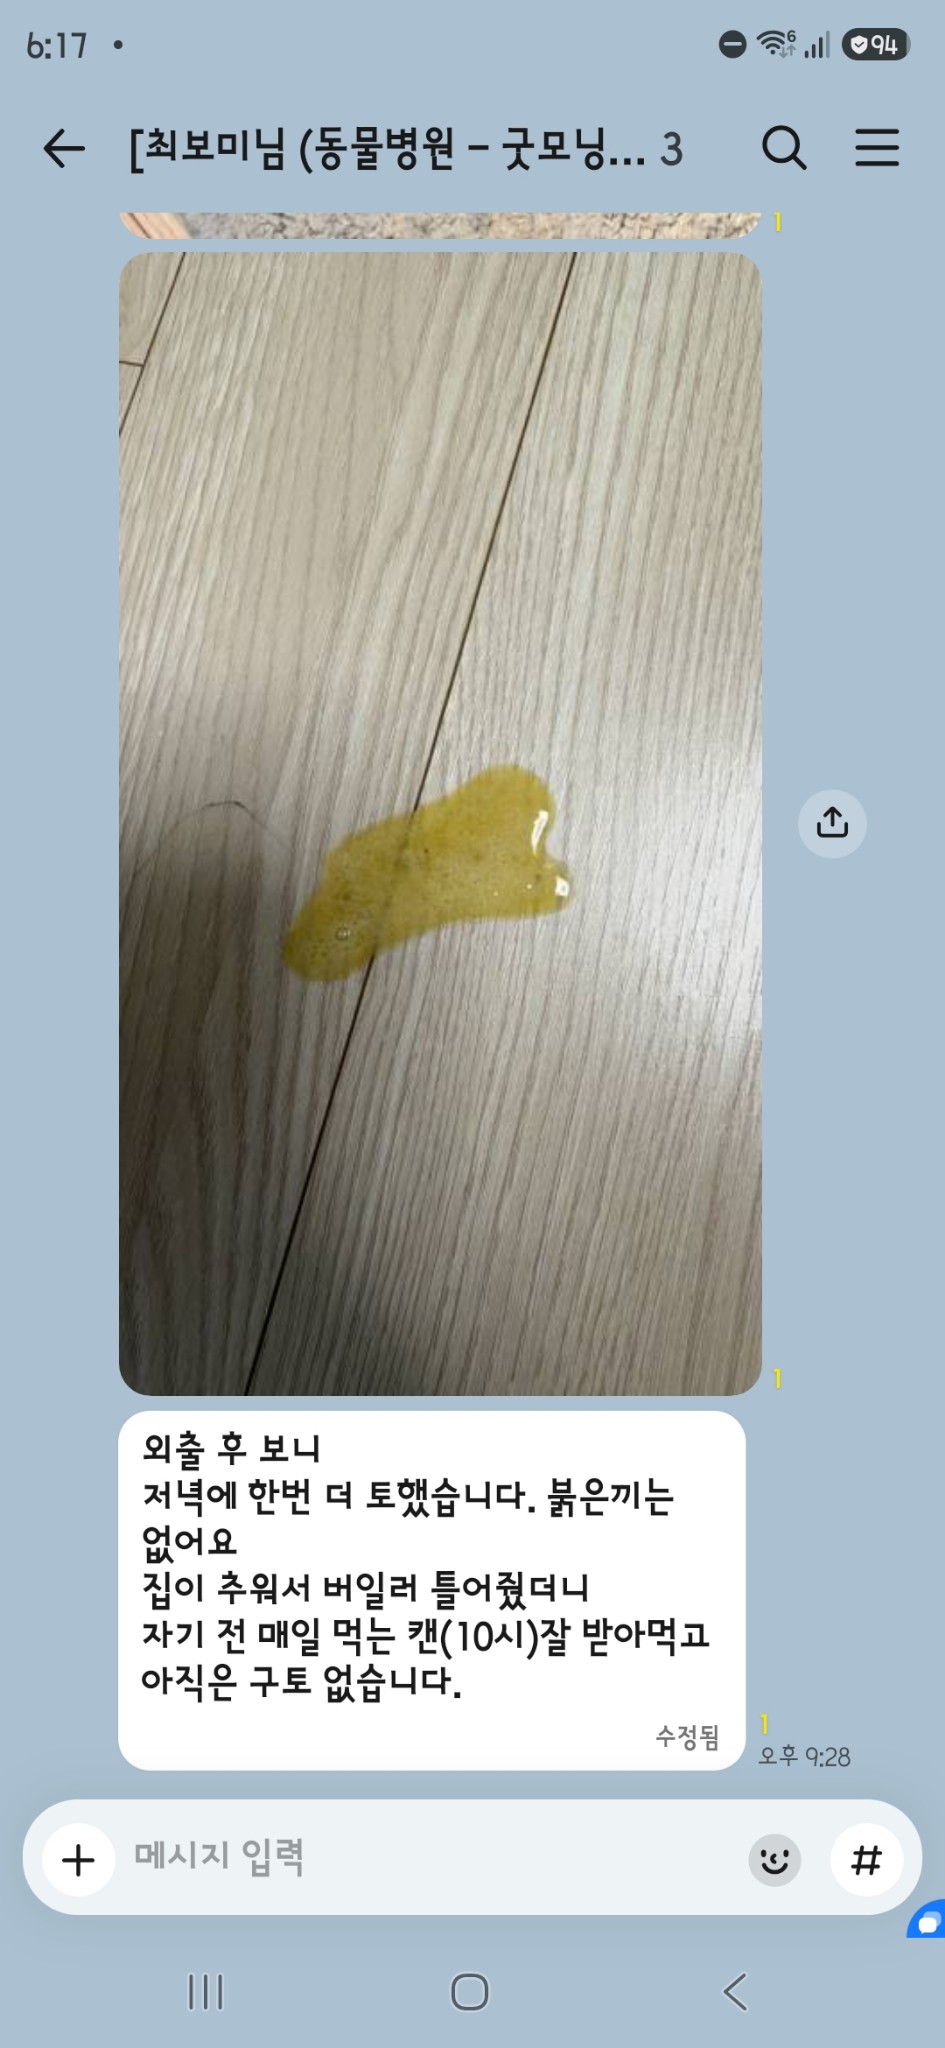 6:17
6
94
[최보미님 (동물병원 - 굿모닝... 3
1
1
외출 후 보니
저녁에 한번 더 토했습니다. 붉은끼는
없어요
집이 추워서 버일러 틀어줬더니
자기 전 매일 먹는 캔(10시)잘 받아먹고
아직은 구토 없습니다.
수정됨
1
오후 9:28
메시지 입력
#